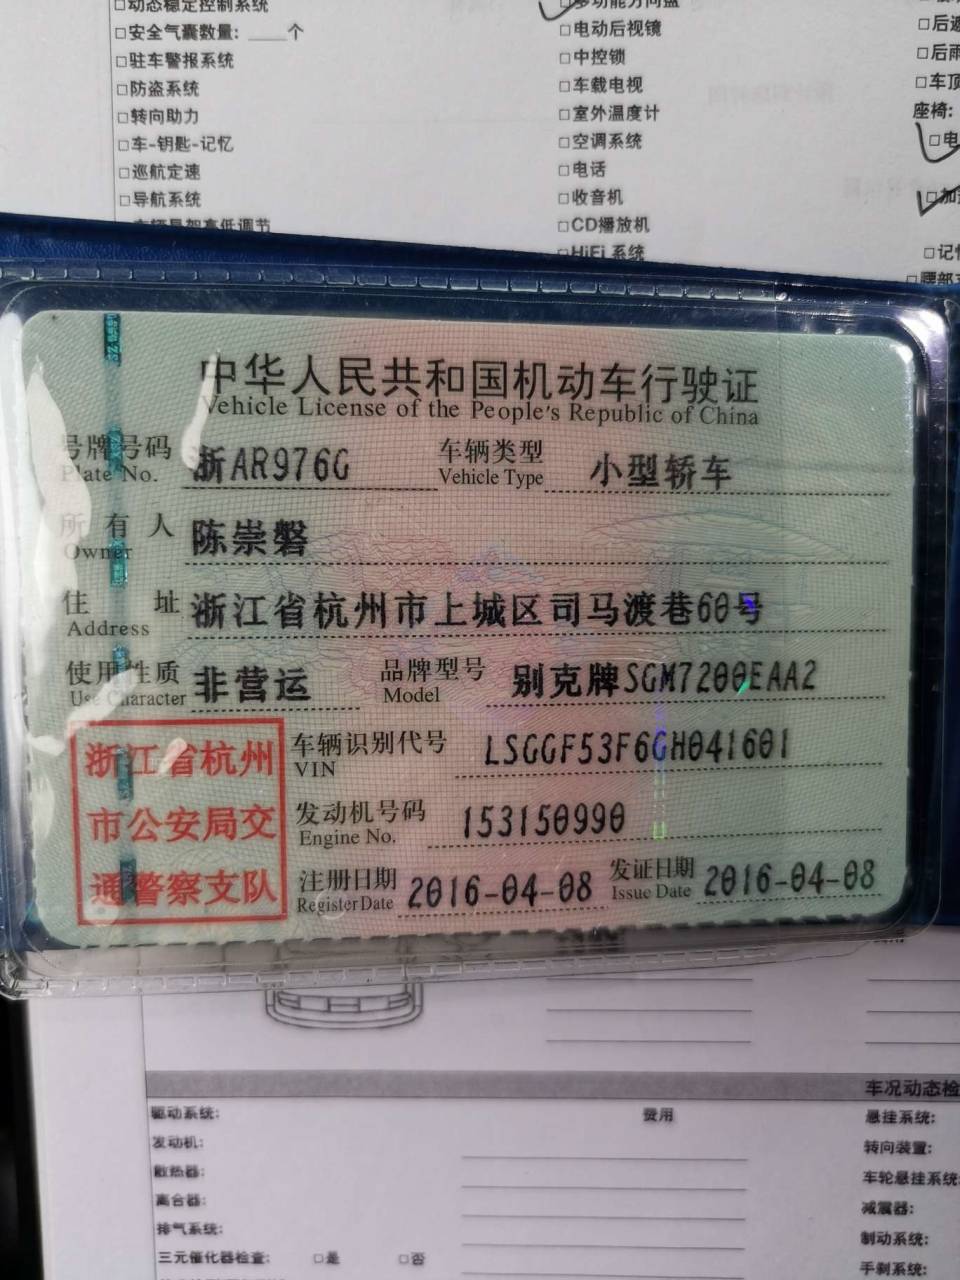 □动态稳定控制系统
□多功能方向盘
□安全气囊数量：____个
□电动后视镜
□驻车警报系统
□中控锁
□防盗系统
□车载电视
□转向助力
□室外温度计
座椅:
□车-钥匙-记忆
□空调系统
□巡航定速
□电话
□导航系统
□收音机
□CD播放机
□HiFi 系统
中华人民共和国机动车行驶证
Vehicle License of the People's Republic of China
号牌号码 浙AR976G 车辆类型 小型轿车
Plate No. Vehicle Type
所有人 陈崇磐
Owner
住址 浙江省杭州市上城区司马渡巷60号
Address
使用性质 非营运 品牌型号 别克牌SGM7200EAA2
Use Character Model
浙江省杭州
市公安局交
通警察支队
车辆识别代号 LSGGF53F6GH041601
VIN
发动机号码 153150990
Engine No.
注册日期 2016-04-08 发证日期 2016-04-08
Register Date Issue Date
车况动态检
驱动系统: 费用 悬挂系统:
发动机: 转向装置:
散热器: 车轮悬挂系统:
离合器: 减震器:
排气系统: 制动系统:
三元催化器检查: □是 □否 手刹系统: